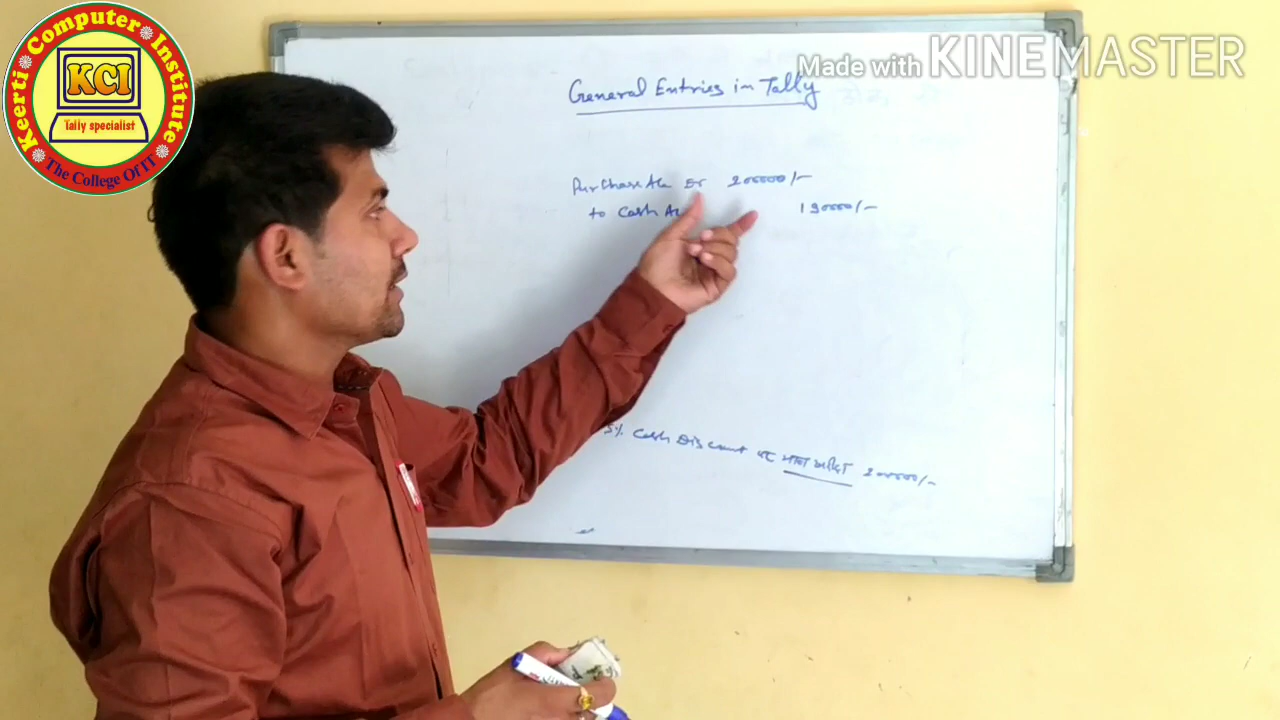 Keerti Computer Institute
KCI
Tally specialist
The College Of IT
Made with KINEMASTER
General Entries in Tally
Purchase A/c Dr 200000/-
to Cash A/c 190000/-
5% Cash Discount पर माल खरीदा 200000/-